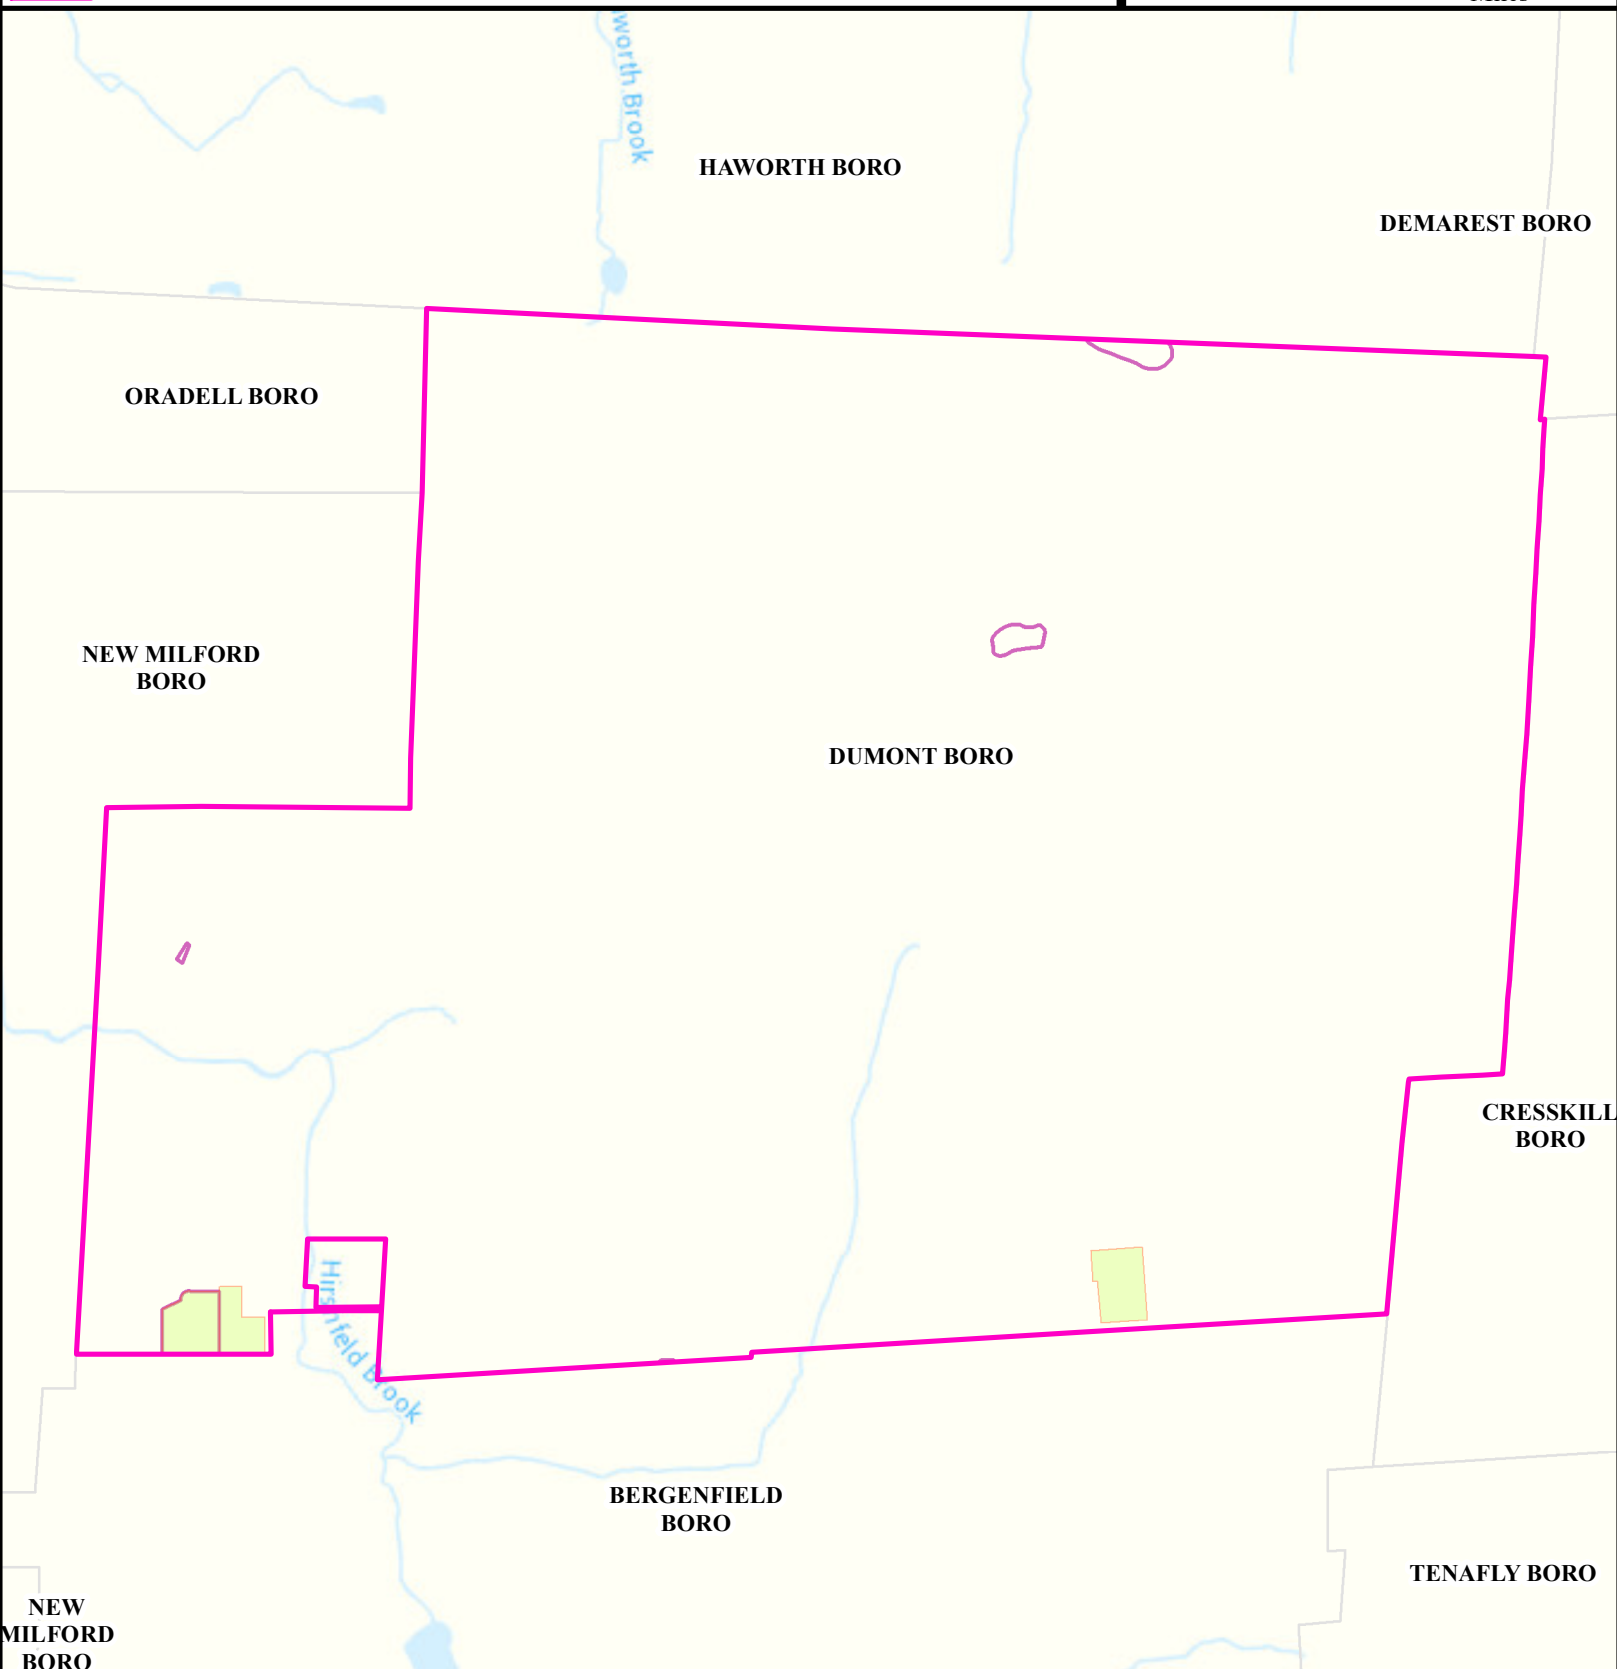 worth Brook
HAWORTH BORO
DEMAREST BORO
ORADELL BORO
NEW MILFORD
BORO
DUMONT BORO
CRESSKILL
BORO
Hirshfeld Brook
BERGENFIELD
BORO
TENAFLY BORO
NEW
MILFORD
BORO